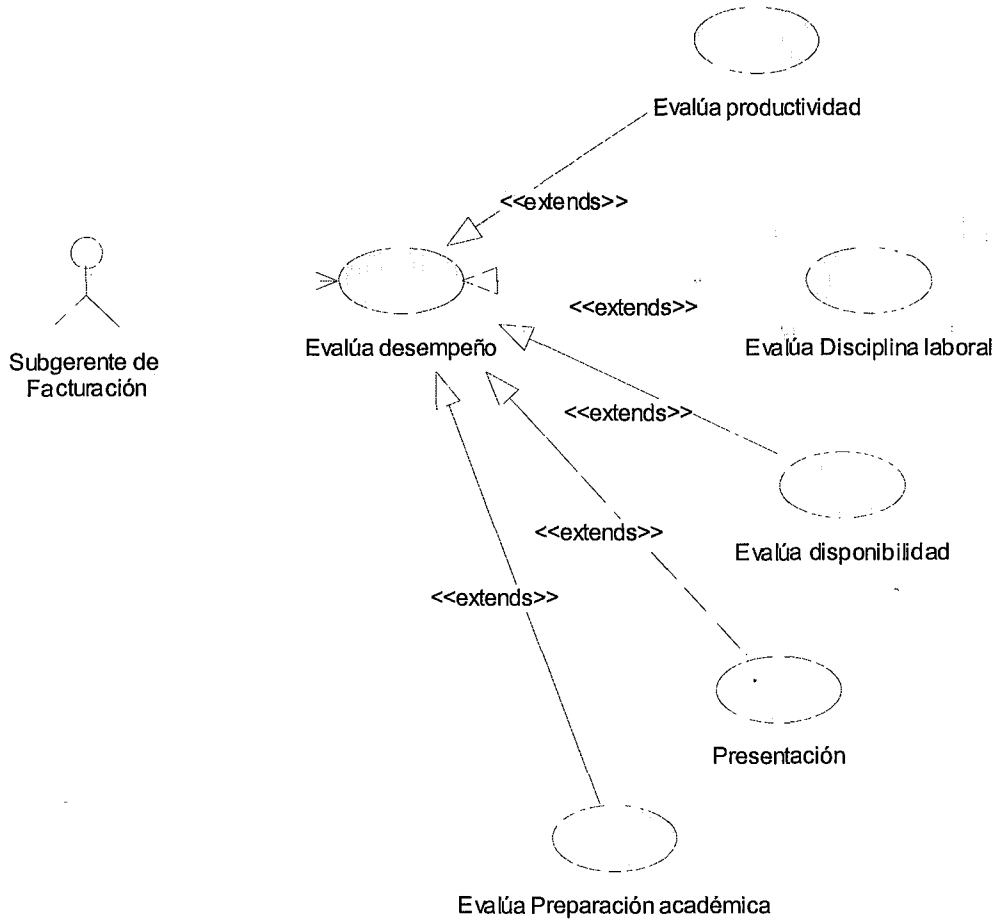 Evalúa productividad
<<extends>>
<<extends>>
Evalúa desempeño
Evalúa Disciplina laboral
Subgerente de
Facturación
<<extends>>
<<extends>>
Evalúa disponibilidad
<<extends>>
Presentación
Evalúa Preparación académica